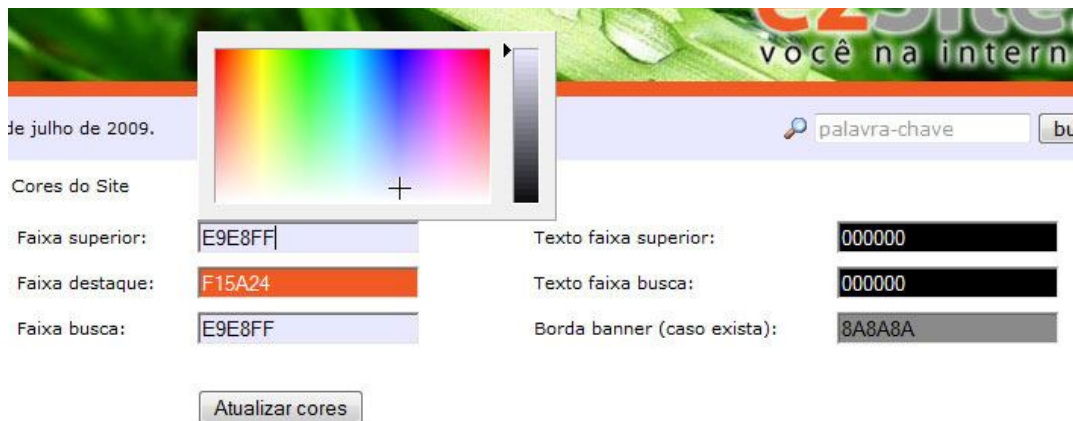 você na intern
de julho de 2009.
palavra-chave
bu
Cores do Site
Faixa superior: E9E8FF Texto faixa superior: 000000
Faixa destaque: F15A24 Texto faixa busca: 000000
Faixa busca: E9E8FF Borda banner (caso exista): 8A8A8A
Atualizar cores